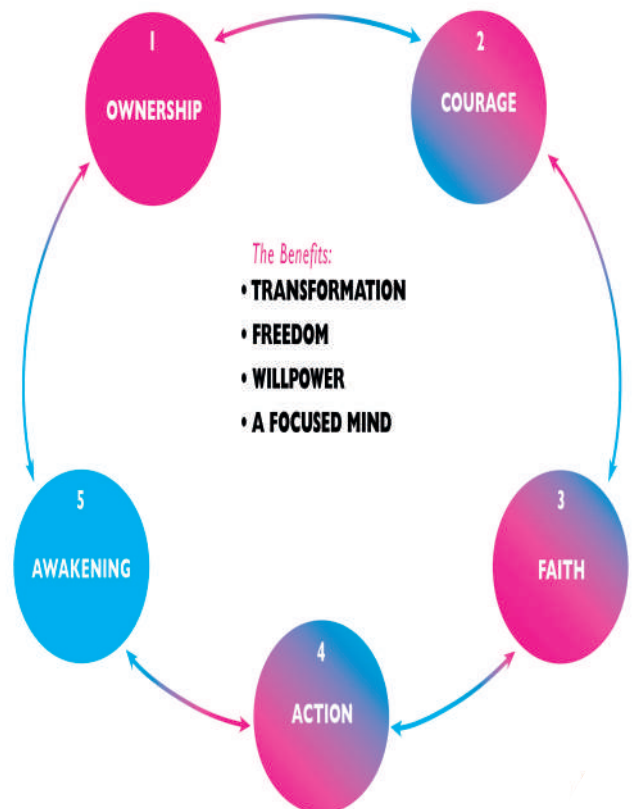 1
OWNERSHIP
2
COURAGE
The Benefits:
• TRANSFORMATION
• FREEDOM
• WILLPOWER
• A FOCUSED MIND
3
FAITH
4
ACTION
5
AWAKENING